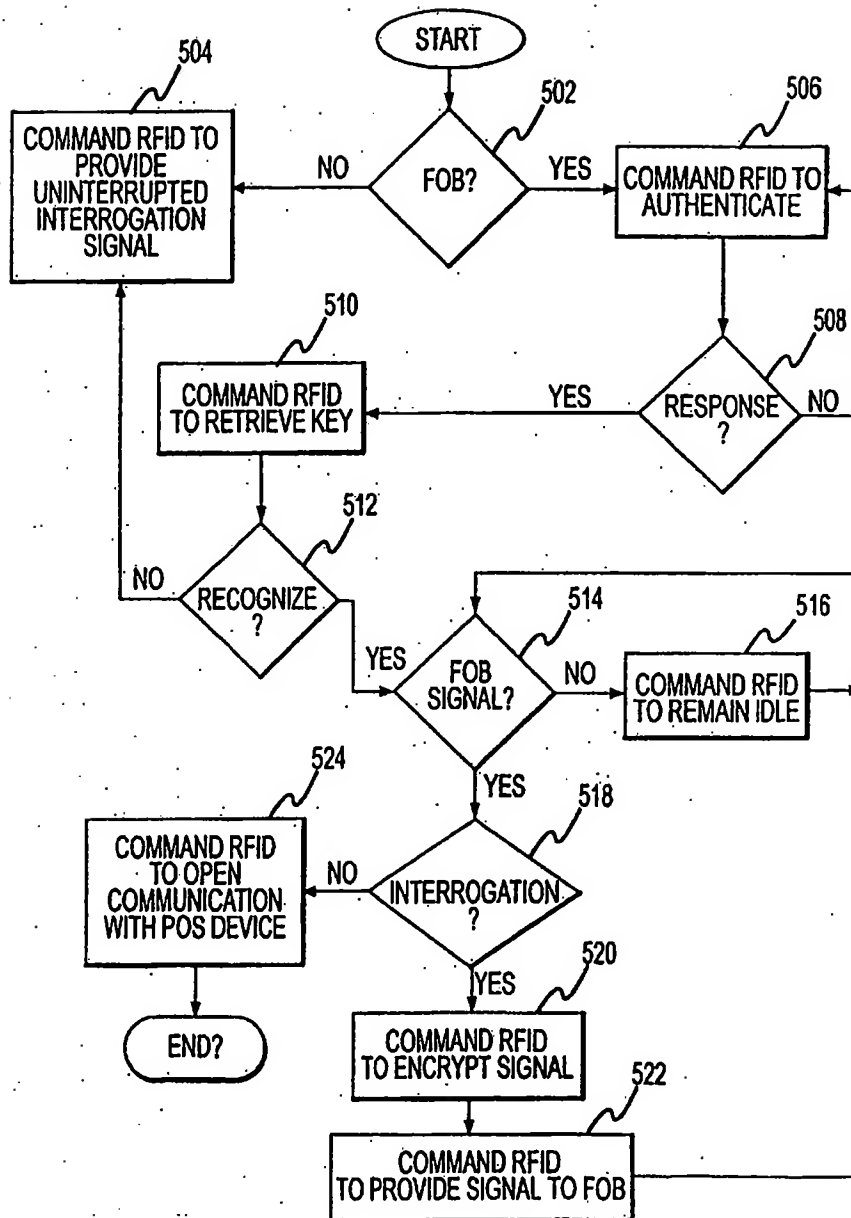 START
504
502
506
COMMAND RFID TO
PROVIDE
UNINTERRUPTED
INTERROGATION
SIGNAL
NO
FOB?
YES
COMMAND RFID TO
AUTHENTICATE
510
508
COMMAND RFID
TO RETRIEVE KEY
YES
RESPONSE
?
NO
512
NO
RECOGNIZE
?
YES
514
516
FOB
SIGNAL?
NO
COMMAND RFID
TO REMAIN IDLE
524
YES
518
COMMAND RFID
TO OPEN
COMMUNICATION
WITH POS DEVICE
NO
INTERROGATION
?
YES
520
END?
COMMAND RFID
TO ENCRYPT SIGNAL
522
COMMAND RFID
TO PROVIDE SIGNAL TO FOB